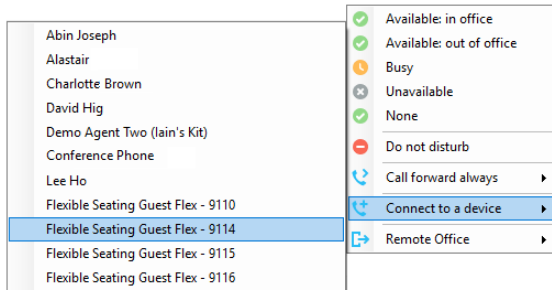 Abin Joseph
Alastair
Charlotte Brown
David Hig
Demo Agent Two (Iain's Kit)
Conference Phone
Lee Ho
Flexible Seating Guest Flex - 9110
Flexible Seating Guest Flex - 9114
Flexible Seating Guest Flex - 9115
Flexible Seating Guest Flex - 9116
Available: in office
Available: out of office
Busy
Unavailable
None
Do not disturb
Call forward always
Connect to a device
Remote Office